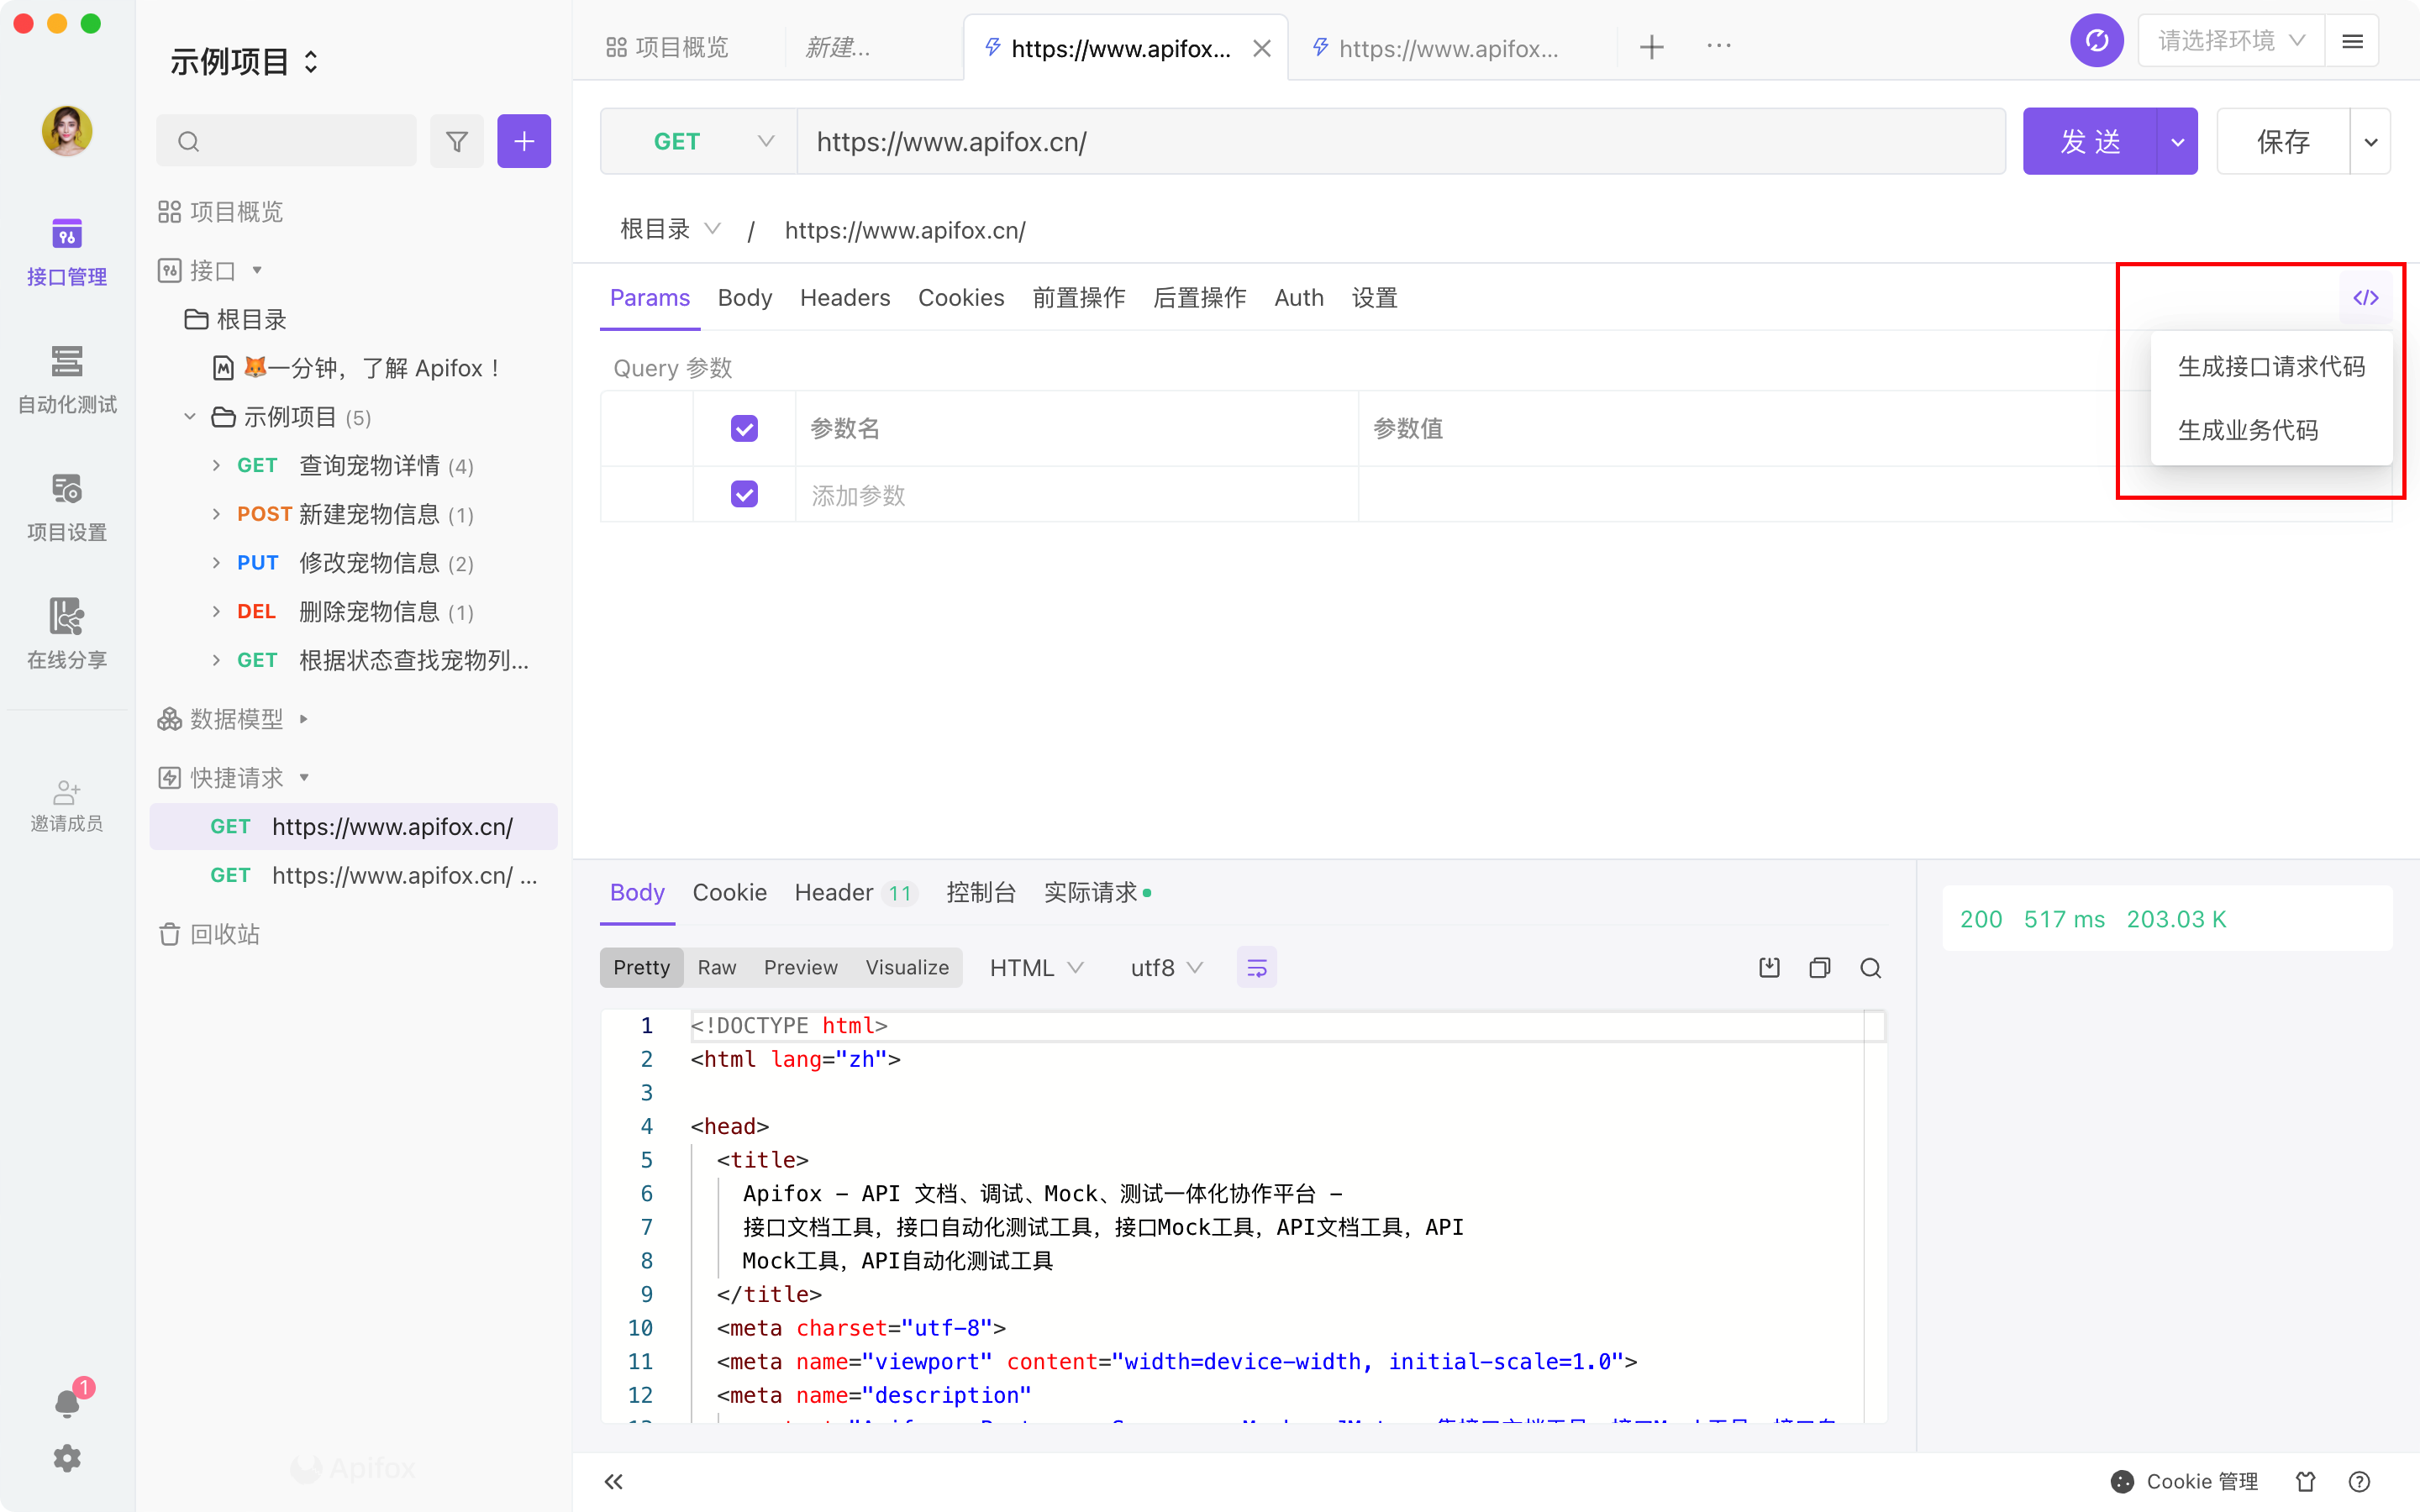 示例项目
项目概览
新建...
https://www.apifox...
https://www.apifox...
请选择环境
GET
https://www.apifox.cn/
发 送
保存
接口管理
自动化测试
项目设置
在线分享
邀请成员
1
项目概览
接口
根目录
🦊一分钟，了解 Apifox！
示例项目 (5)
GET 查询宠物详情 (4)
POST 新建宠物信息 (1)
PUT 修改宠物信息 (2)
DEL 删除宠物信息 (1)
GET 根据状态查找宠物列...
数据模型
快捷请求
GET https://www.apifox.cn/
GET https://www.apifox.cn/ ...
回收站
Apifox
根目录 / https://www.apifox.cn/
Params Body Headers Cookies 前置操作 后置操作 Auth 设置
</>
生成接口请求代码
生成业务代码
Query 参数
参数名 参数值
添加参数
Body Cookie Header 11 控制台 实际请求
200 517 ms 203.03 K
Pretty Raw Preview Visualize HTML utf8
1 <!DOCTYPE html>
2 <html lang="zh">
3
4 <head>
5 <title>
6 Apifox - API 文档、调试、Mock、测试一体化协作平台 -
7 接口文档工具，接口自动化测试工具，接口Mock工具，API文档工具，API
8 Mock工具，API自动化测试工具
9 </title>
10 <meta charset="utf-8">
11 <meta name="viewport" content="width=device-width, initial-scale=1.0">
12 <meta name="description"
Cookie 管理